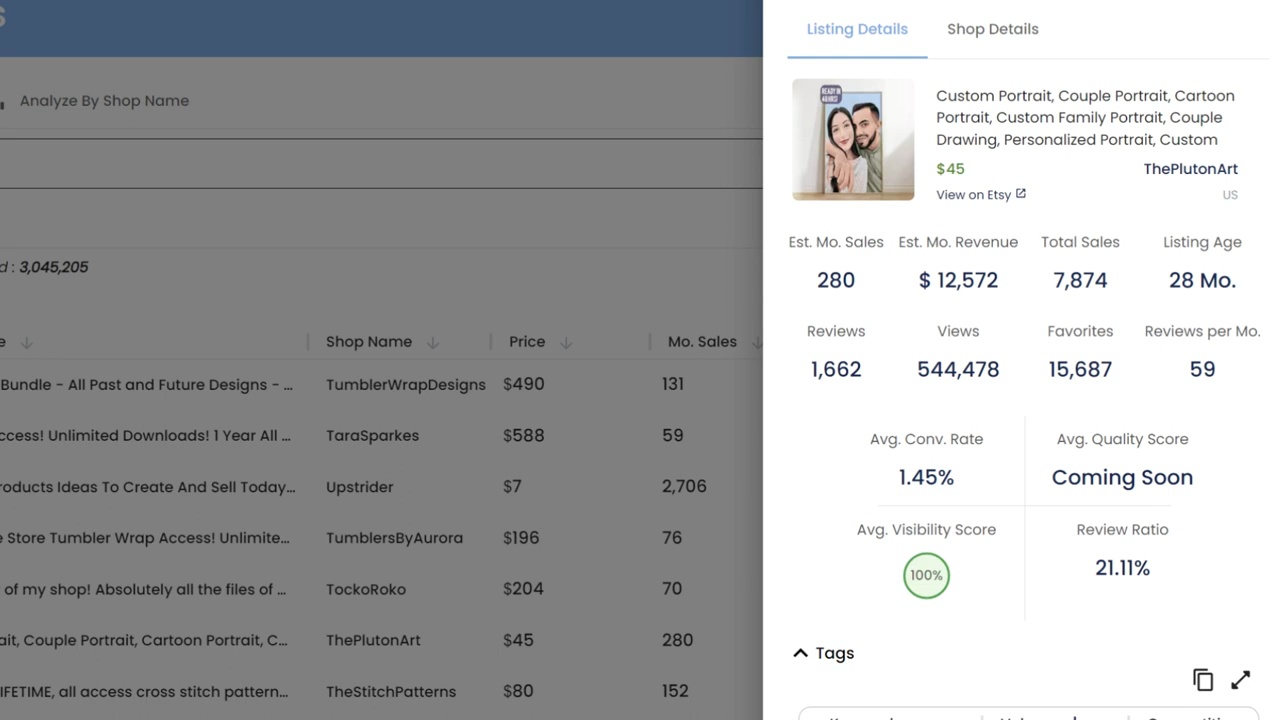 s
Analyze By Shop Name
d : 3,045,205
e Shop Name Price Mo. Sales
Bundle - All Past and Future Designs - ... TumblerWrapDesigns $490 131
ccess! Unlimited Downloads! 1 Year All ... TaraSparkes $588 59
roducts Ideas To Create And Sell Today... Upstrider $7 2,706
e Store Tumbler Wrap Access! Unlimite... TumblersByAurora $196 76
of my shop! Absolutely all the files of ... TockoRoko $204 70
ait, Couple Portrait, Cartoon Portrait, C... ThePlutonArt $45 280
IFETIME, all access cross stitch pattern... TheStitchPatterns $80 152
Listing Details Shop Details
READY IN
48HRS!
Custom Portrait, Couple Portrait, Cartoon
Portrait, Custom Family Portrait, Couple
Drawing, Personalized Portrait, Custom
$45 ThePlutonArt
View on Etsy US
Est. Mo. Sales Est. Mo. Revenue Total Sales Listing Age
280 $ 12,572 7,874 28 Mo.
Reviews Views Favorites Reviews per Mo.
1,662 544,478 15,687 59
Avg. Conv. Rate Avg. Quality Score
1.45% Coming Soon
Avg. Visibility Score Review Ratio
100% 21.11%
Tags